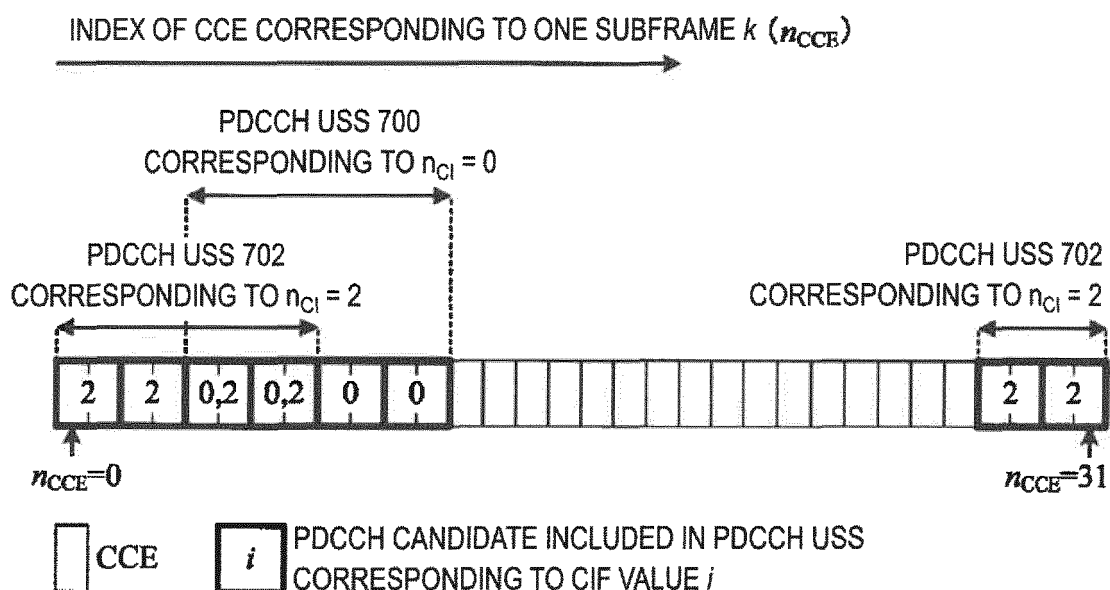 INDEX OF CCE CORRESPONDING TO ONE SUBFRAME k (nCCE)
PDCCH USS 700
CORRESPONDING TO nCI = 0
PDCCH USS 702
CORRESPONDING TO nCI = 2
PDCCH USS 702
CORRESPONDING TO nCI = 2
2 2 0,2 0,2 0 0 2 2
nCCE=0
nCCE=31
CCE
i
PDCCH CANDIDATE INCLUDED IN PDCCH USS
CORRESPONDING TO CIF VALUE i